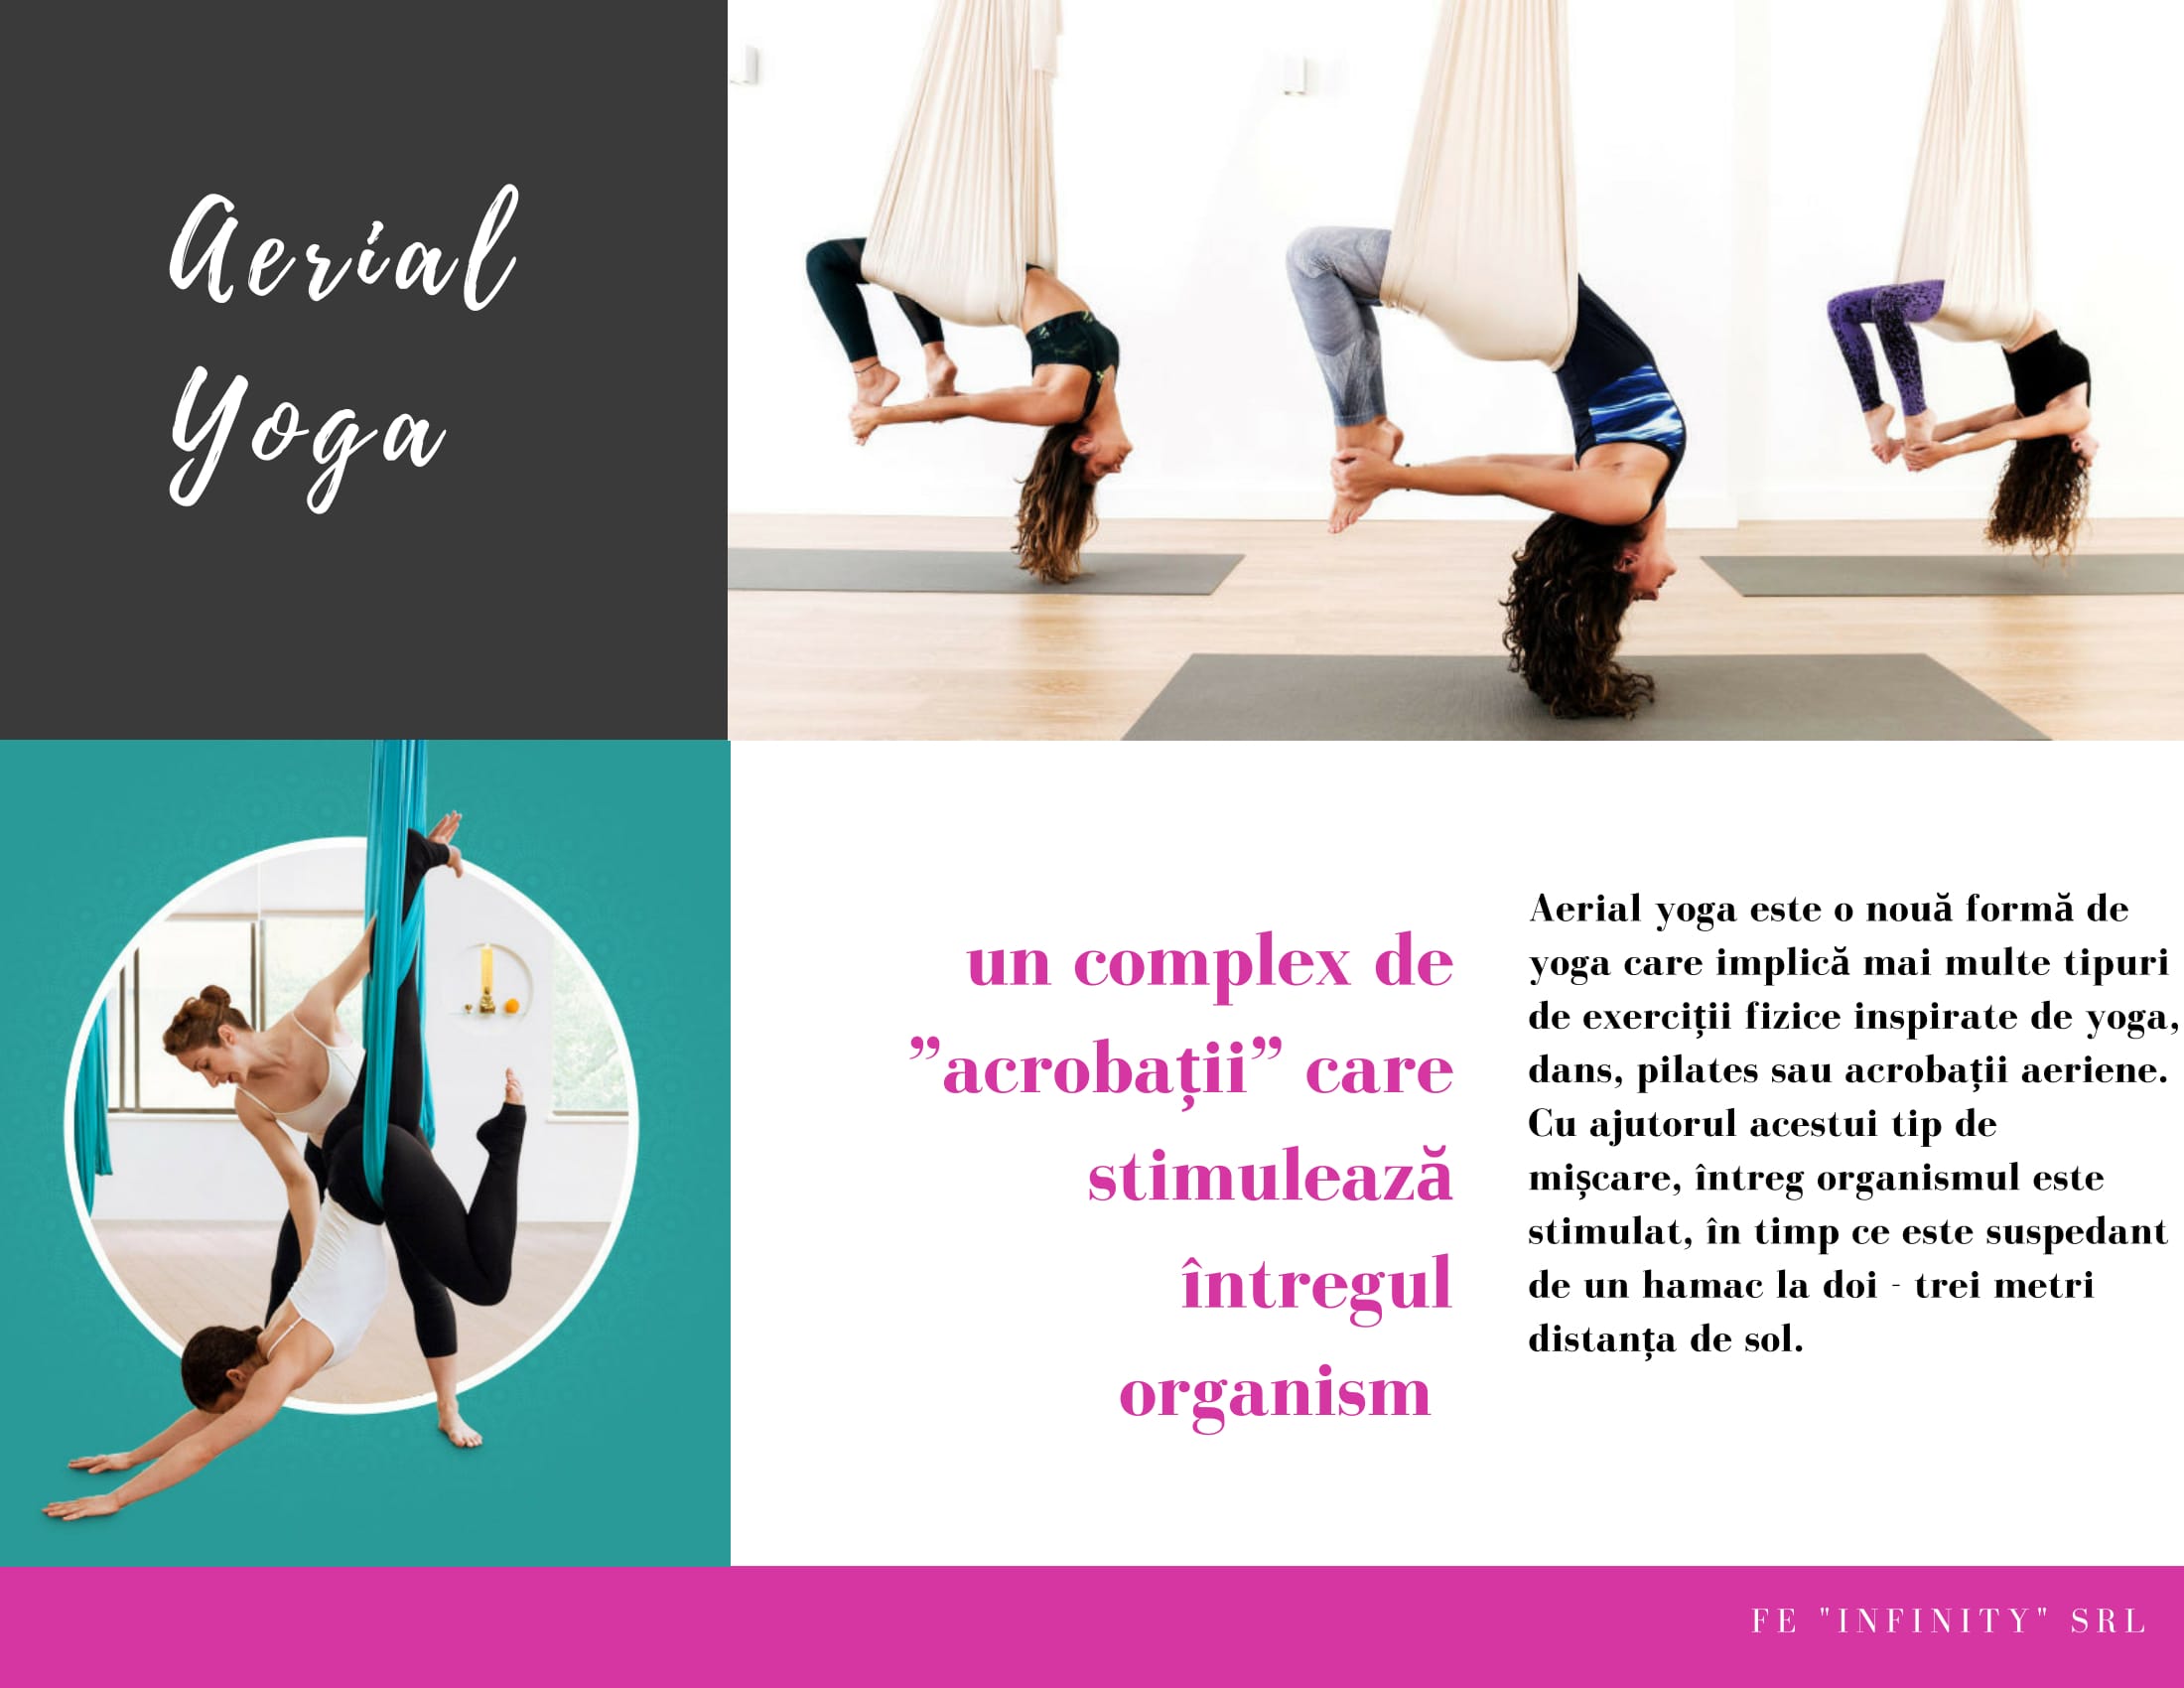 Aerial
Yoga
un complex de
”acrobații” care
stimulează
întregul
organism
Aerial yoga este o nouă formă de
yoga care implică mai multe tipuri
de exerciții fizice inspirate de yoga,
dans, pilates sau acrobații aeriene.
Cu ajutorul acestui tip de
mișcare, întreg organismul este
stimulat, în timp ce este suspedant
de un hamac la doi - trei metri
distanța de sol.
FE "INFINITY" SRL